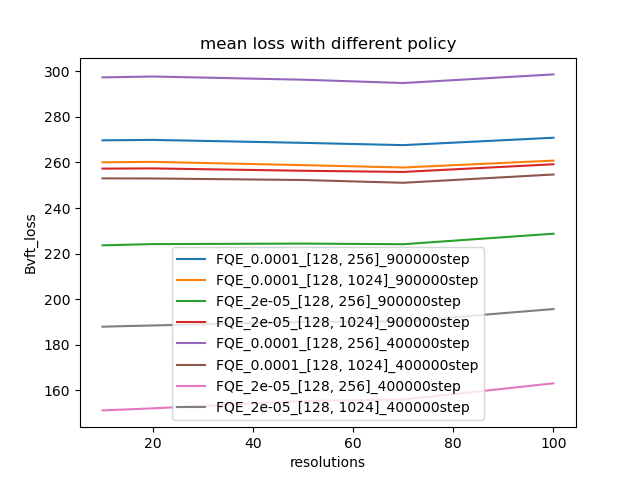 mean loss with different policy
300
280
260
240
220
200
180
160
Bvft_loss
FQE_0.0001_[128, 256]_900000step
FQE_0.0001_[128, 1024]_900000step
FQE_2e-05_[128, 256]_900000step
FQE_2e-05_[128, 1024]_900000step
FQE_0.0001_[128, 256]_400000step
FQE_0.0001_[128, 1024]_400000step
FQE_2e-05_[128, 256]_400000step
FQE_2e-05_[128, 1024]_400000step
20 40 60 80 100
resolutions